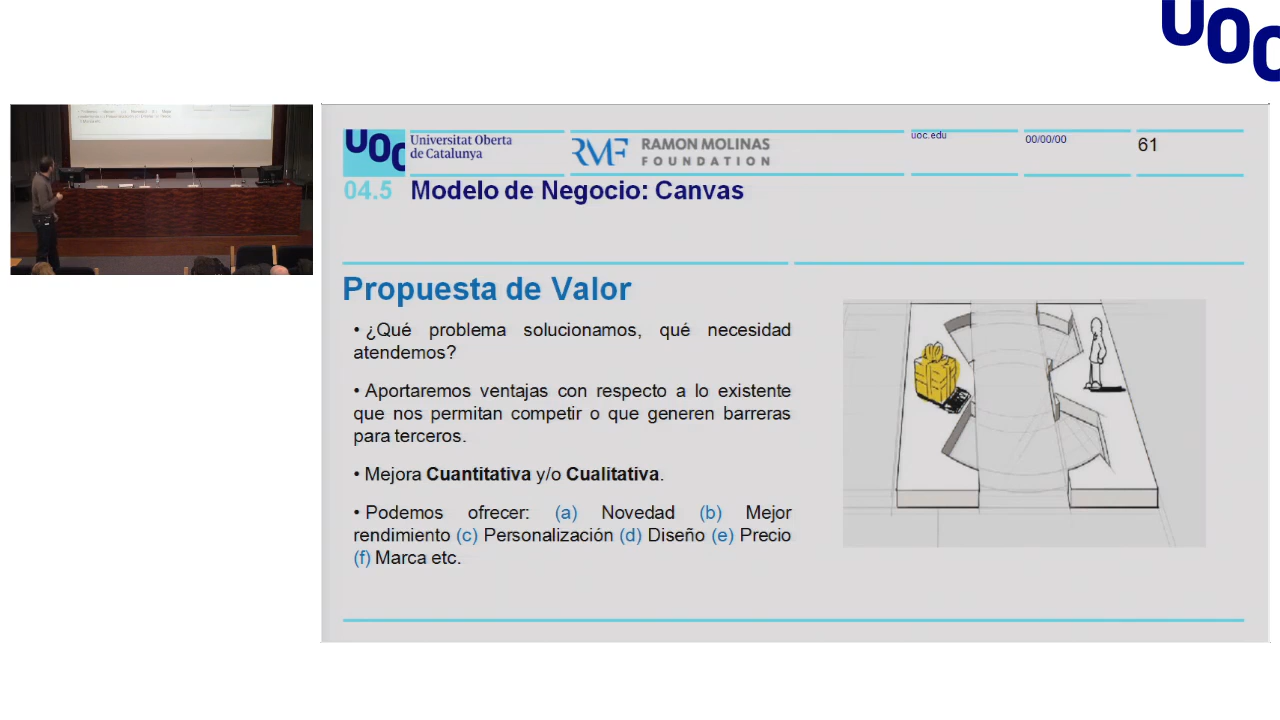 UOC
UOC
Universitat Oberta
de Catalunya
RMF
RAMON MOLINAS
FOUNDATION
uoc.edu
00/00/00
61
04.5 Modelo de Negocio: Canvas
Propuesta de Valor
• ¿Qué problema solucionamos, qué necesidad
atendemos?
• Aportaremos ventajas con respecto a lo existente
que nos permitan competir o que generen barreras
para terceros.
• Mejora Cuantitativa y/o Cualitativa.
• Podemos ofrecer: (a) Novedad (b) Mejor
rendimiento (c) Personalización (d) Diseño (e) Precio
(f) Marca etc.